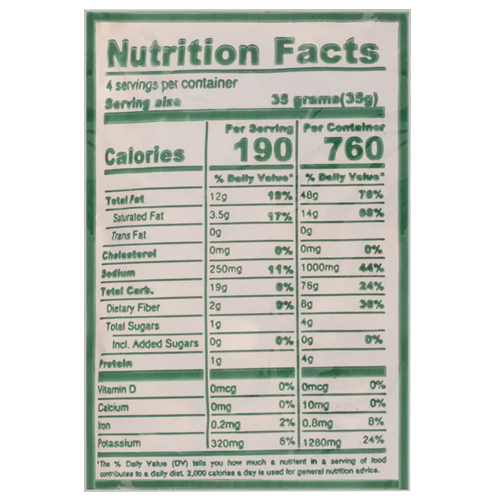 Nutrition Facts
4 servings per container
Serving size 35 grams(35g)
Per Serving Per Container
Calories 190 760
% Daily Value* % Daily Value*
Total Fat 12g 48g
Saturated Fat 3.5g 17% 14g
Trans Fat 0g 0g
Cholesterol 0mg 0% 0mg 0%
Sodium 250mg 11% 1000mg 44%
Total Carb. 19g 76g 24%
Dietary Fiber 2g 8g
Total Sugars 1g 4g
Incl. Added Sugars 0g 0% 0g 0%
Protein 1g 4g
Vitamin D 0mcg 0% 0mcg 0%
Calcium 0mg 0% 10mg 0%
Iron 0.2mg 2% 0.8mg 8%
Potassium 320mg 6% 1280mg 24%
*The % Daily Value (DV) tells you how much a nutrient in a serving of food
contributes to a daily diet. 2,000 calories a day is used for general nutrition advice.